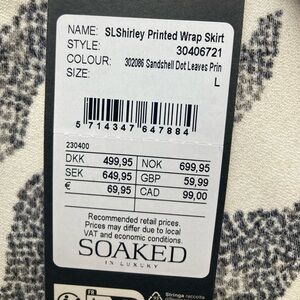 NAME: SLShirley Printed Wrap Skirt
STYLE: 30406721
COLOUR: 302086 Sandshell Dot Leaves Prin
SIZE: L
5 714347 647884
230400
DKK 499,95 NOK 699,95
SEK 649,95 GBP 59,99
€ 69,95 CAD 99,00
Recommended retail prices.
Prices may differ due to local
VAT and economic conditions.
SOAKED
IN LUXURY
Stringa raccolta